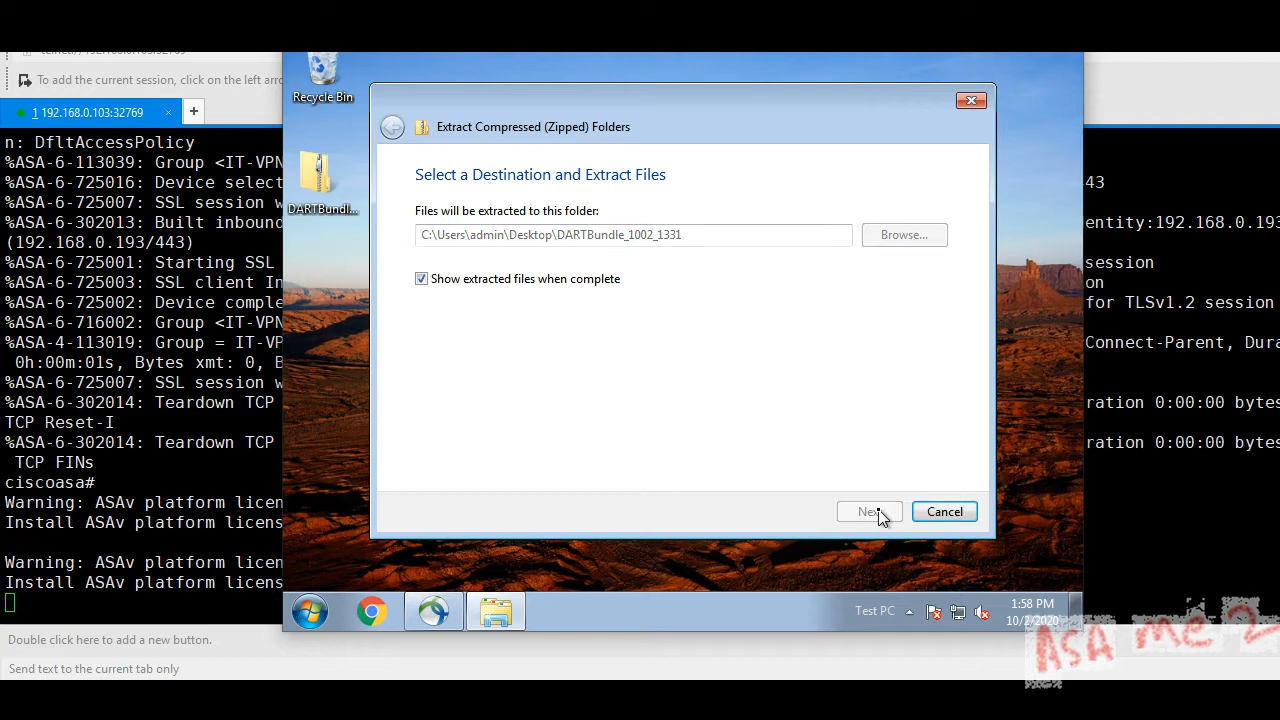 To add the current session, click on the left arro
1 192.168.0.103:32769
×
+
n: DfltAccessPolicy
%ASA-6-113039: Group <IT-VPN
%ASA-6-725016: Device select
43
%ASA-6-725007: SSL session w
%ASA-6-302013: Built inbound
entity:192.168.0.193
(192.168.0.193/443)
%ASA-6-725001: Starting SSL
session
%ASA-6-725003: SSL client In
on
%ASA-6-725002: Device comple
for TLSv1.2 session
%ASA-6-716002: Group <IT-VPN
%ASA-4-113019: Group = IT-VP
Connect-Parent, Dura
0h:00m:01s, Bytes xmt: 0, B
%ASA-6-725007: SSL session w
%ASA-6-302014: Teardown TCP
ration 0:00:00 bytes
TCP Reset-I
%ASA-6-302014: Teardown TCP
ration 0:00:00 bytes
TCP FINs
ciscoasa#
Warning: ASAv platform licen
Install ASAv platform licens
Warning: ASAv platform licen
Install ASAv platform licens
Double click here to add a new button.
Send text to the current tab only
Recycle Bin
DARTBundl...
Extract Compressed (Zipped) Folders
Select a Destination and Extract Files
Files will be extracted to this folder:
C:\Users\admin\Desktop\DARTBundle_1002_1331
Browse...
Show extracted files when complete
Cancel
Test PC
1:58 PM
10/2/2020
ASA me 2